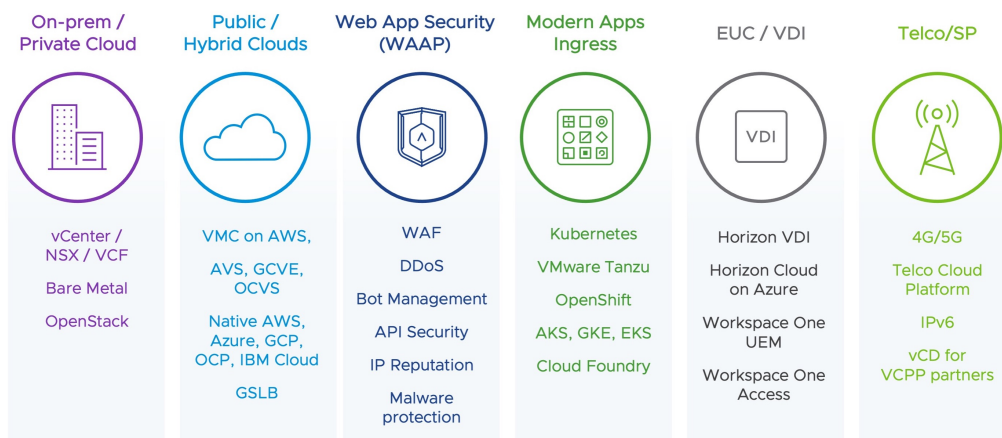 On-prem /
Private Cloud
vCenter /
NSX / VCF
Bare Metal
OpenStack
Public /
Hybrid Clouds
VMC on AWS,
AVS, GCVE,
OCVS
Native AWS,
Azure, GCP,
OCP, IBM Cloud
GSLB
Web App Security
(WAAP)
WAF
DDoS
Bot Management
API Security
IP Reputation
Malware
protection
Modern Apps
Ingress
Kubernetes
VMware Tanzu
OpenShift
AKS, GKE, EKS
Cloud Foundry
EUC / VDI
VDI
Horizon VDI
Horizon Cloud
on Azure
Workspace One
UEM
Workspace One
Access
Telco/SP
4G/5G
Telco Cloud
Platform
IPv6
vCD for
VCPP partners